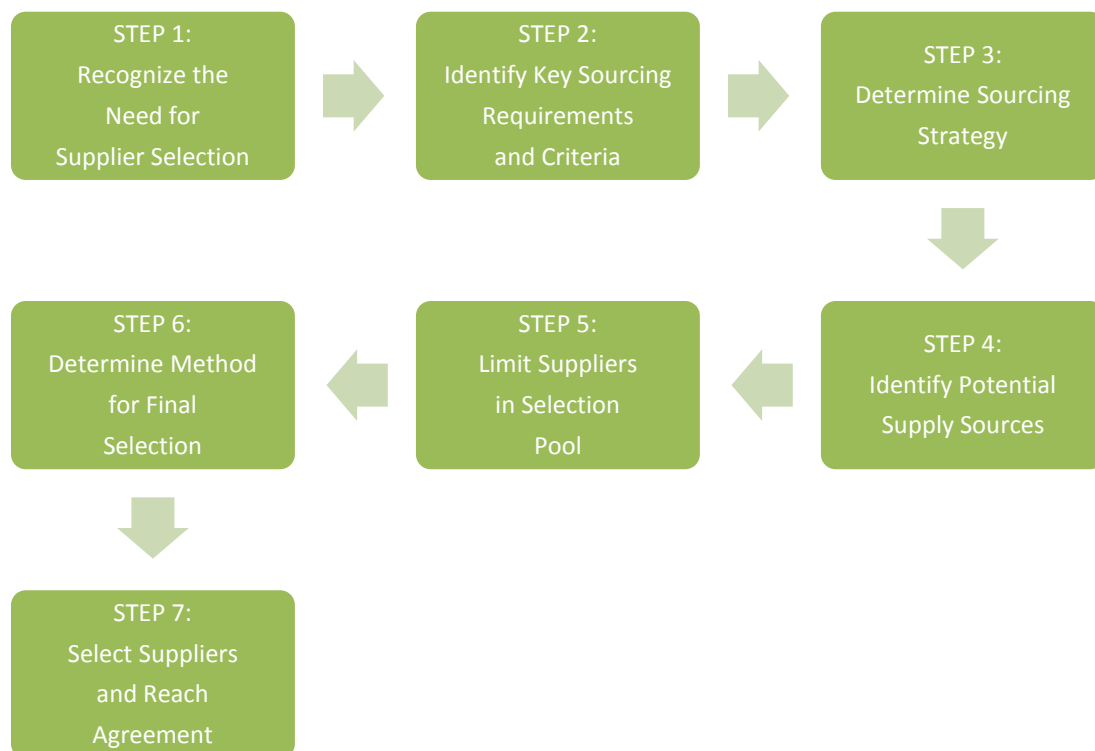 STEP 1:
Recognize the
Need for
Supplier Selection
STEP 2:
Identify Key Sourcing
Requirements
and Criteria
STEP 3:
Determine Sourcing
Strategy
STEP 4:
Identify Potential
Supply Sources
STEP 5:
Limit Suppliers
in Selection
Pool
STEP 6:
Determine Method
for Final
Selection
STEP 7:
Select Suppliers
and Reach
Agreement